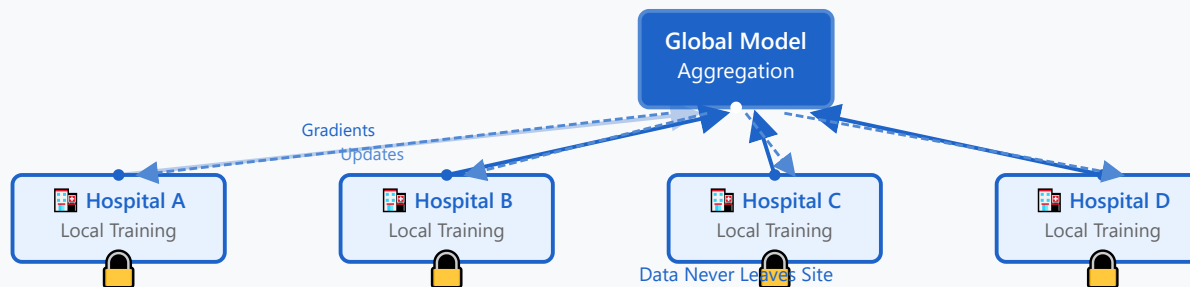 Global Model
Aggregation
Gradients
Updates
Hospital A
Local Training
Hospital B
Local Training
Hospital C
Local Training
Hospital D
Local Training
Data Never Leaves Site